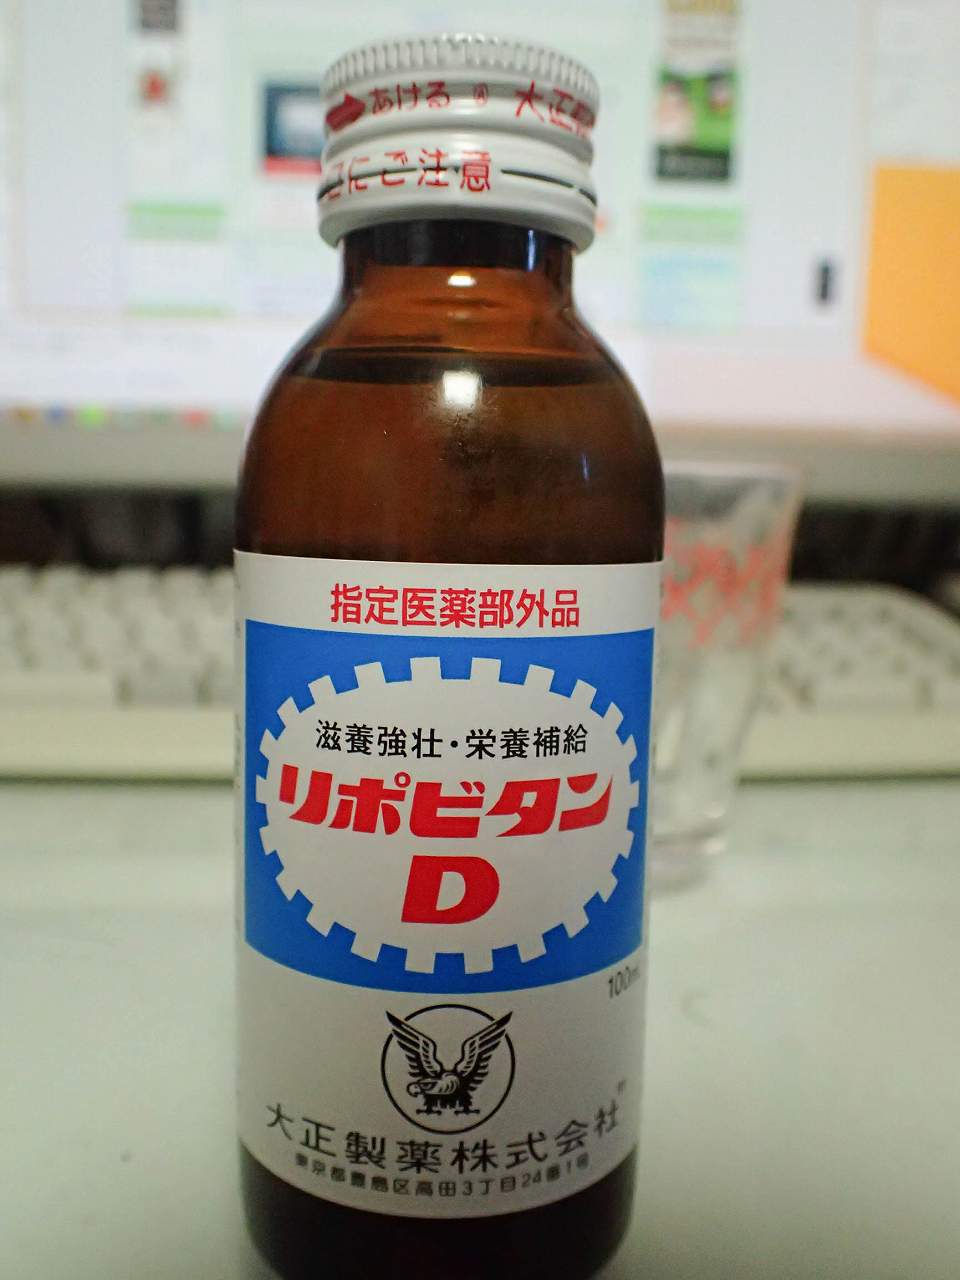 あける ® 大正製
にご注意
指定医薬部外品
滋養強壮・栄養補給
リポビタン
D
100mL
大正製薬株式会社
東京都豊島区高田3丁目24番1号